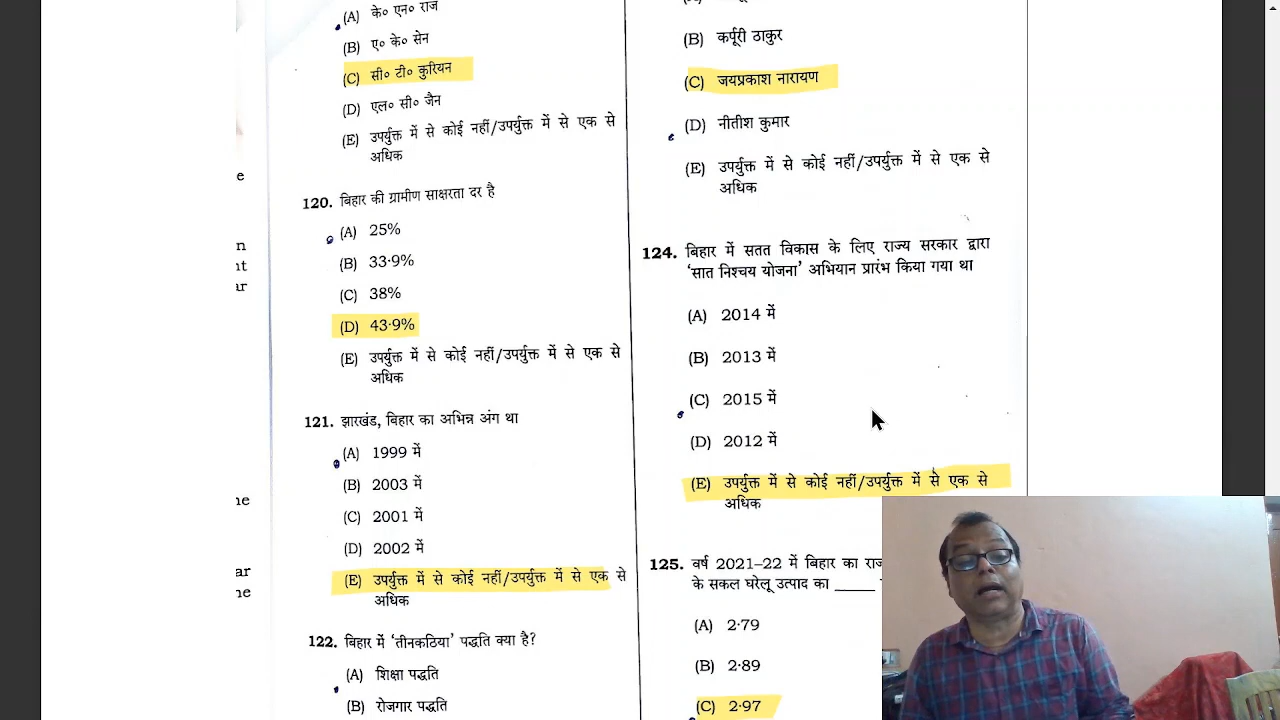 (A) के० एन० राज
(B) ए० के० सेन
(C) सी० टी० कुरियन
(D) एल० सी० जैन
(E) उपर्युक्त में से कोई नहीं/उपर्युक्त में से एक से
अधिक
120. बिहार की ग्रामीण साक्षरता दर है
(A) 25%
(B) 33·9%
(C) 38%
(D) 43·9%
(E) उपर्युक्त में से कोई नहीं/उपर्युक्त में से एक से
अधिक
121. झारखंड, बिहार का अभिन्न अंग था
(A) 1999 में
(B) 2003 में
(C) 2001 में
(D) 2002 में
(E) उपर्युक्त में से कोई नहीं/उपर्युक्त में से एक से
अधिक
122. बिहार में ‘तीनकठिया’ पद्धति क्या है?
(A) शिक्षा पद्धति
(B) रोजगार पद्धति
(B) कर्पूरी ठाकुर
(C) जयप्रकाश नारायण
(D) नीतीश कुमार
(E) उपर्युक्त में से कोई नहीं/उपर्युक्त में से एक से
अधिक
124. बिहार में सतत विकास के लिए राज्य सरकार द्वारा
‘सात निश्चय योजना’ अभियान प्रारंभ किया गया था
(A) 2014 में
(B) 2013 में
(C) 2015 में
(D) 2012 में
(E) उपर्युक्त में से कोई नहीं/उपर्युक्त में से एक से
अधिक
125. वर्ष 2021–22 में बिहार का
के सकल घरेलू उत्पाद का ____
(A) 2·79
(B) 2·89
(C) 2·97